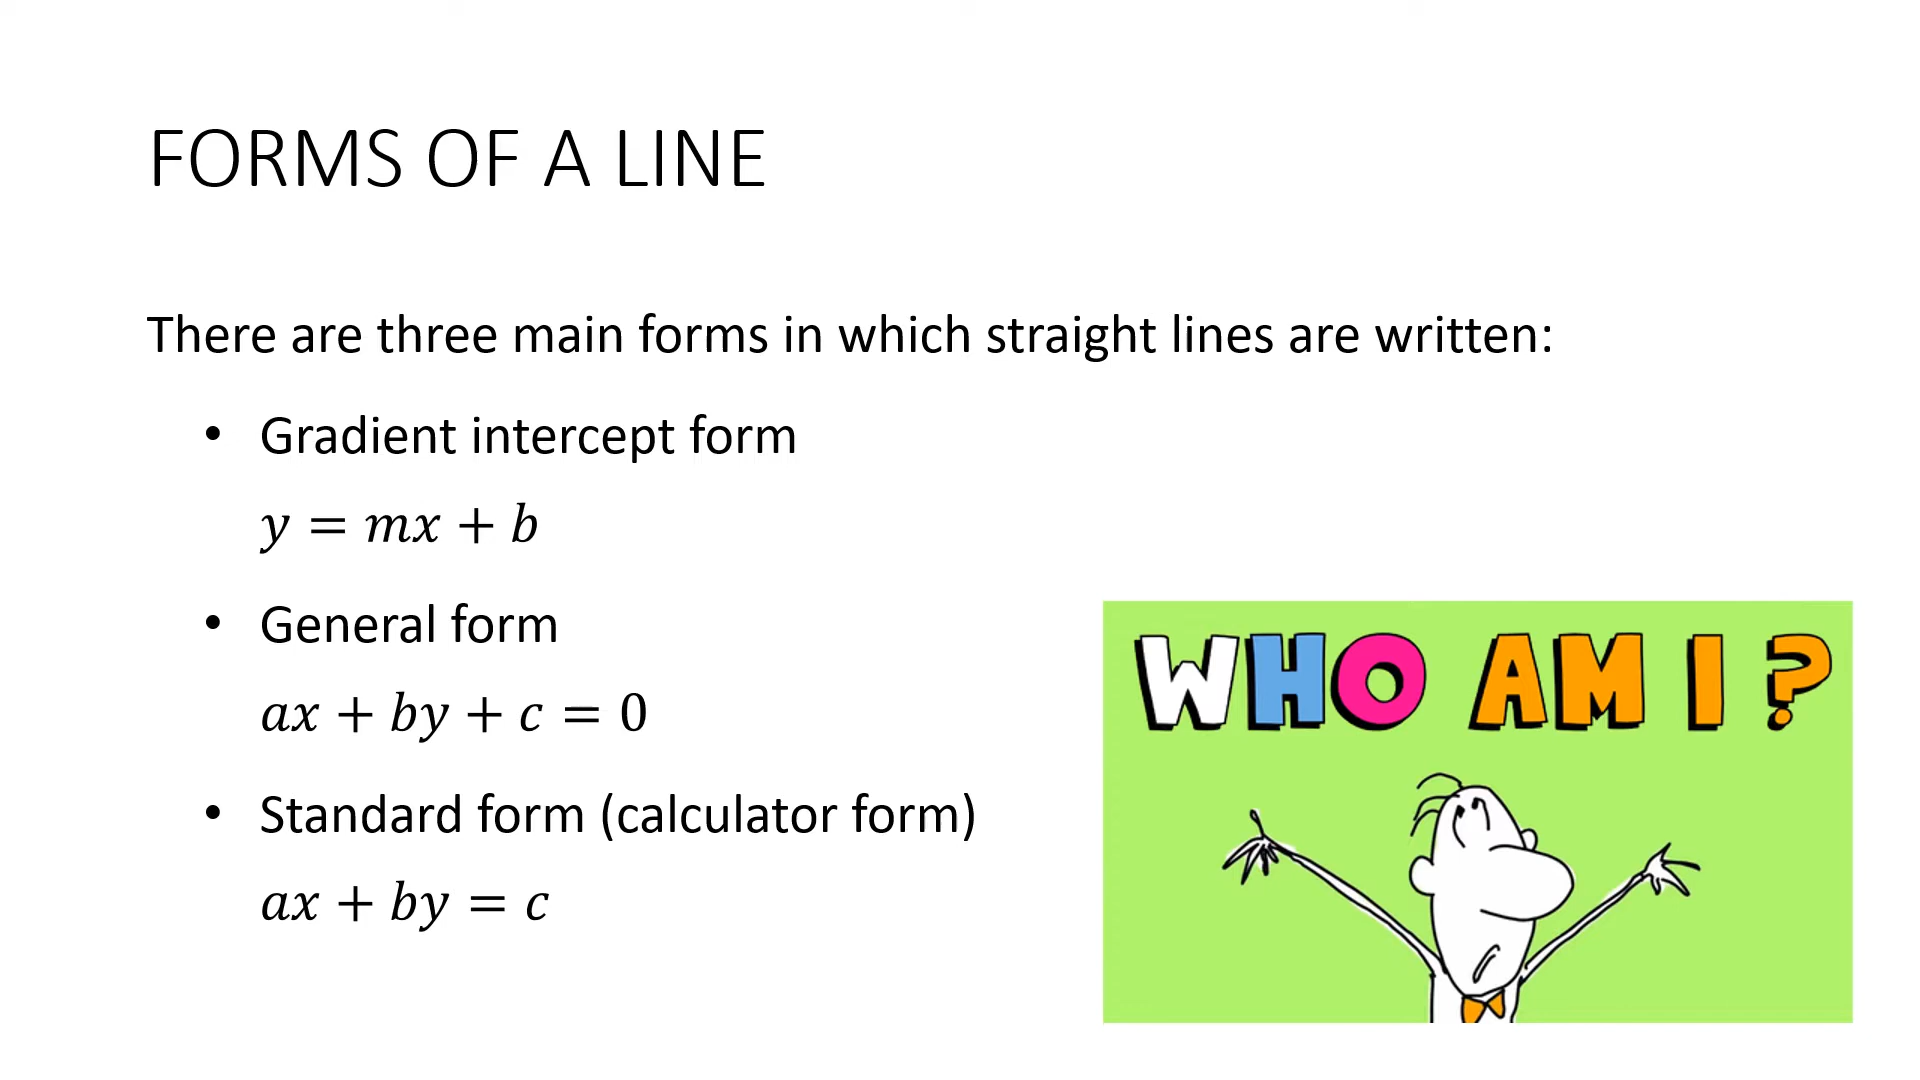 FORMS OF A LINE
There are three main forms in which straight lines are written:
• Gradient intercept form
y = mx + b
• General form
ax + by + c = 0
• Standard form (calculator form)
ax + by = c
WHO AM I ?